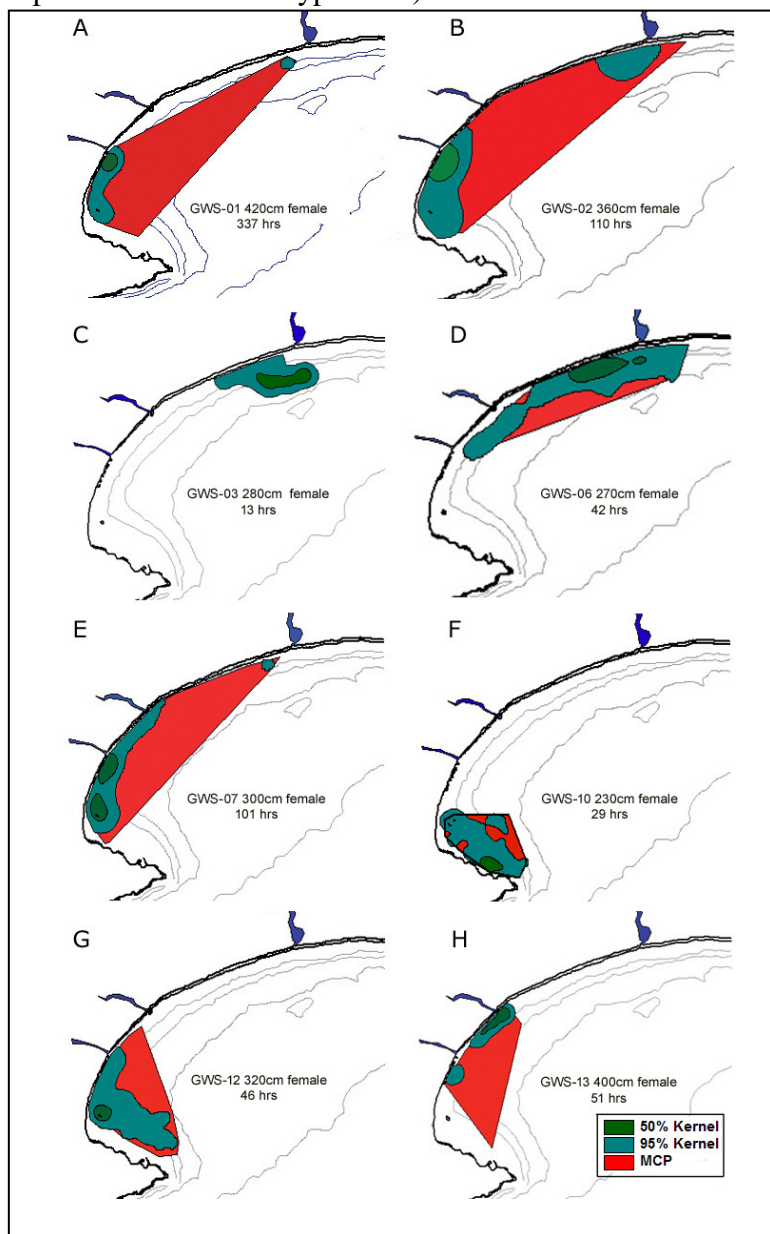 A
GWS-01 420cm female
337 hrs
B
GWS-02 360cm female
110 hrs
C
GWS-03 280cm female
13 hrs
D
GWS-06 270cm female
42 hrs
E
GWS-07 300cm female
101 hrs
F
GWS-10 230cm female
29 hrs
G
GWS-12 320cm female
46 hrs
H
GWS-13 400cm female
51 hrs
50% Kernel
95% Kernel
MCP